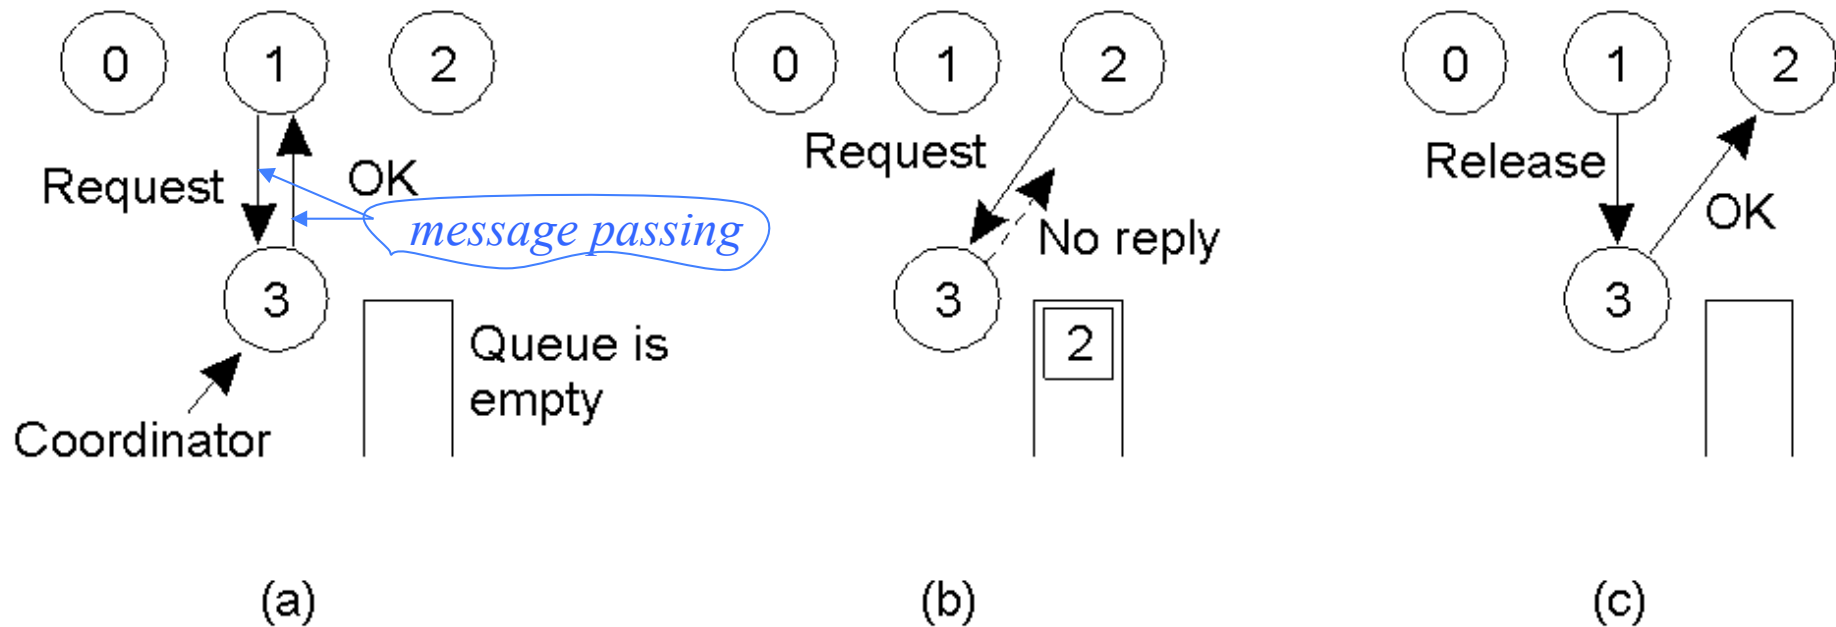 0 1 2
Request
OK
message passing
3
Queue is
empty
Coordinator
(a)
0 1 2
Request
No reply
3
2
(b)
0 1 2
Release
OK
3
(c)